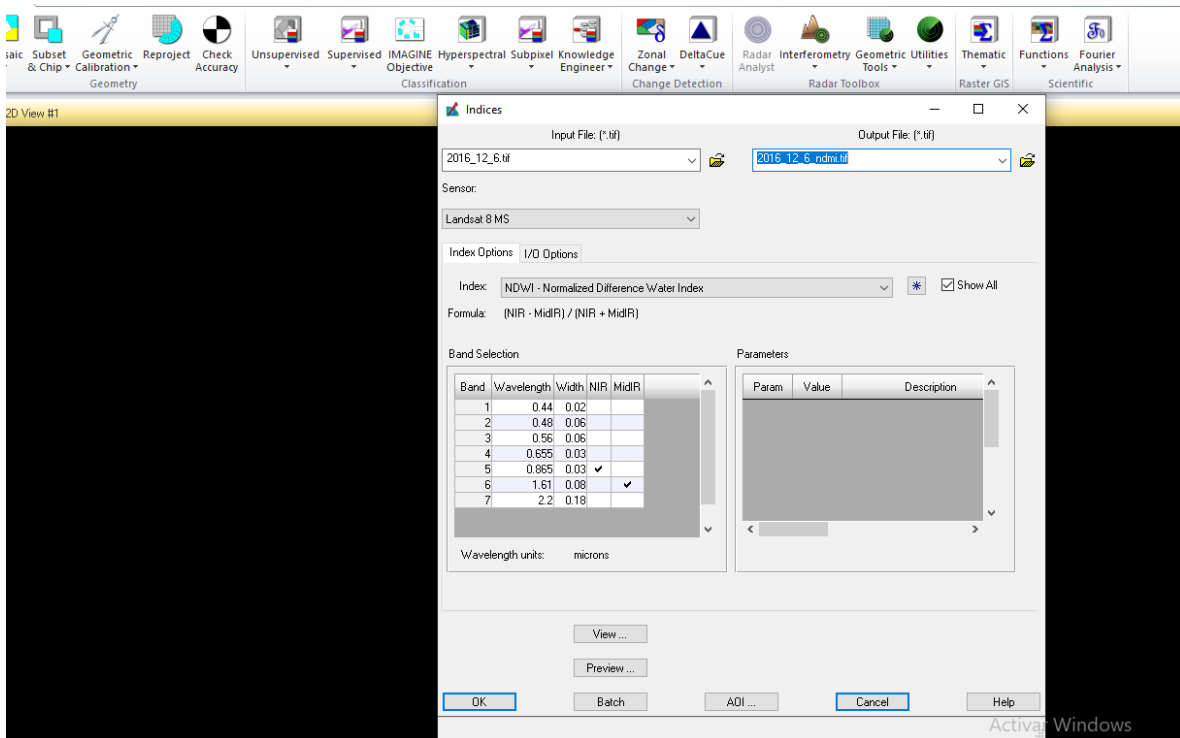 saic Subset Geometric Reproject Check Unsupervised Supervised IMAGINE Hyperspectral Subpixel Knowledge Zonal DeltaCue Radar Interferometry Geometric Utilities Thematic Functions Fourier
& Chip Calibration Accuracy Objective Engineer Change Analyst Tools Analysis
Geometry Classification Change Detection Radar Toolbox Raster GIS Scientific
2D View #1
Indices
Input File: (*.tif) Output File: (*.tif)
2016_12_6.tif 2016_12_6_ndmi.tif
Sensor:
Landsat 8 MS
Index Options I/O Options
Index: NDWI - Normalized Difference Water Index Show All
Formula: (NIR - MidIR) / (NIR + MidIR)
Band Selection Parameters
Band Wavelength Width NIR MidIR Param Value Description
1 0.44 0.02
2 0.48 0.06
3 0.56 0.06
4 0.655 0.03
5 0.865 0.03
6 1.61 0.08
7 2.2 0.18
Wavelength units: microns
View ...
Preview ...
OK Batch AOI ... Cancel Help
Activar Windows